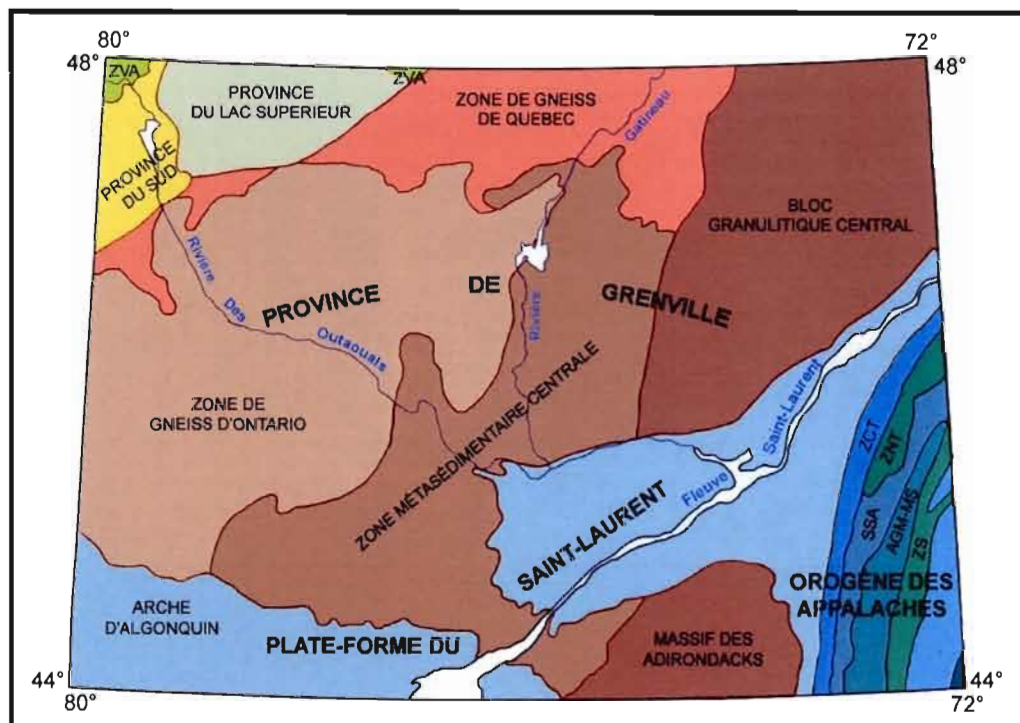 80°
72°
48°
48°
ZVA
ZVA
PROVINCE
DU LAC SUPERIEUR
ZONE DE GNEISS
DE QUEBEC
Gatineau
PROVINCE
DU SUD
BLOC
GRANULITIQUE CENTRAL
Rivière
Des
Outaouais
PROVINCE
DE
GRENVILLE
Rivière
ZONE DE
GNEISS D'ONTARIO
ZONE MÉTASÉDIMENTAIRE CENTRALE
Fleuve
Saint-Laurent
ZCT
ZNT
SSA
AGM-MS
ZS
SAINT-LAURENT
OROGÈNE DES
APPALACHES
ARCHE
D'ALGONQUIN
PLATE-FORME DU
MASSIF DES
ADIRONDACKS
44°
44°
80°
72°